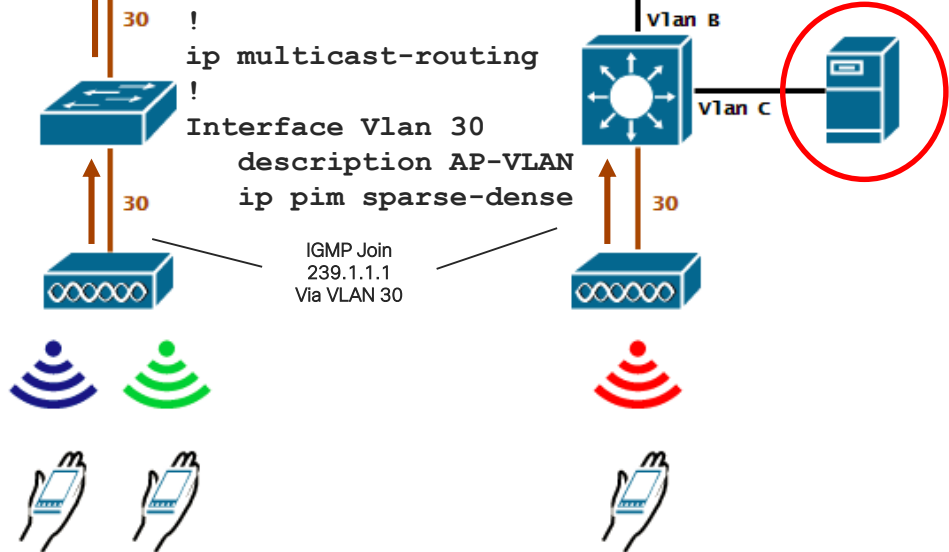 30
!
ip multicast-routing
!
Interface Vlan 30
description AP-VLAN
ip pim sparse-dense
30
IGMP Join
239.1.1.1
Via VLAN 30
Vlan B
Vlan C
30